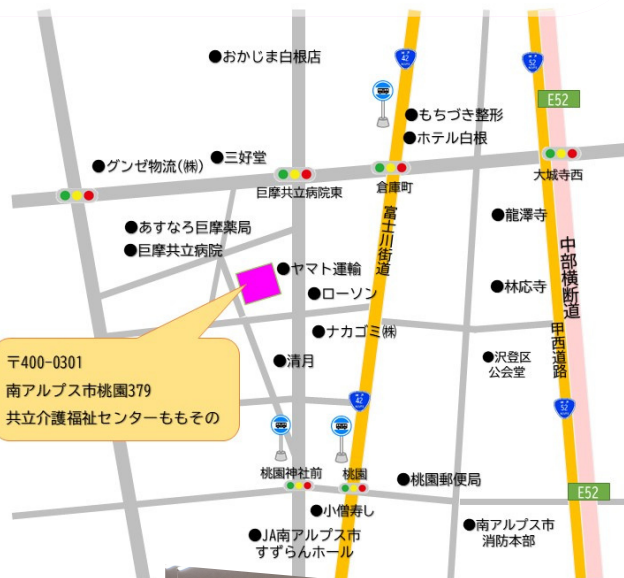 ●おかじま白根店
42
52
E52
●もちづき整形
●ホテル白根
●グンゼ物流(㈱)
●三好堂
巨摩共立病院東
倉庫町
大城寺西
●あすなろ巨摩薬局
●巨摩共立病院
富士川街道
●龍澤寺
中部横断道
●ヤマト運輸
●ローソン
●林応寺
●ナカゴミ㈱
甲西道路
〒400-0301
南アルプス市桃園379
共立介護福祉センターももその
●清月
●沢登区
公会堂
42
52
桃園神社前
桃園
●桃園郵便局
E52
●小僧寿し
●JA南アルプス市
すずらんホール
●南アルプス市
消防本部